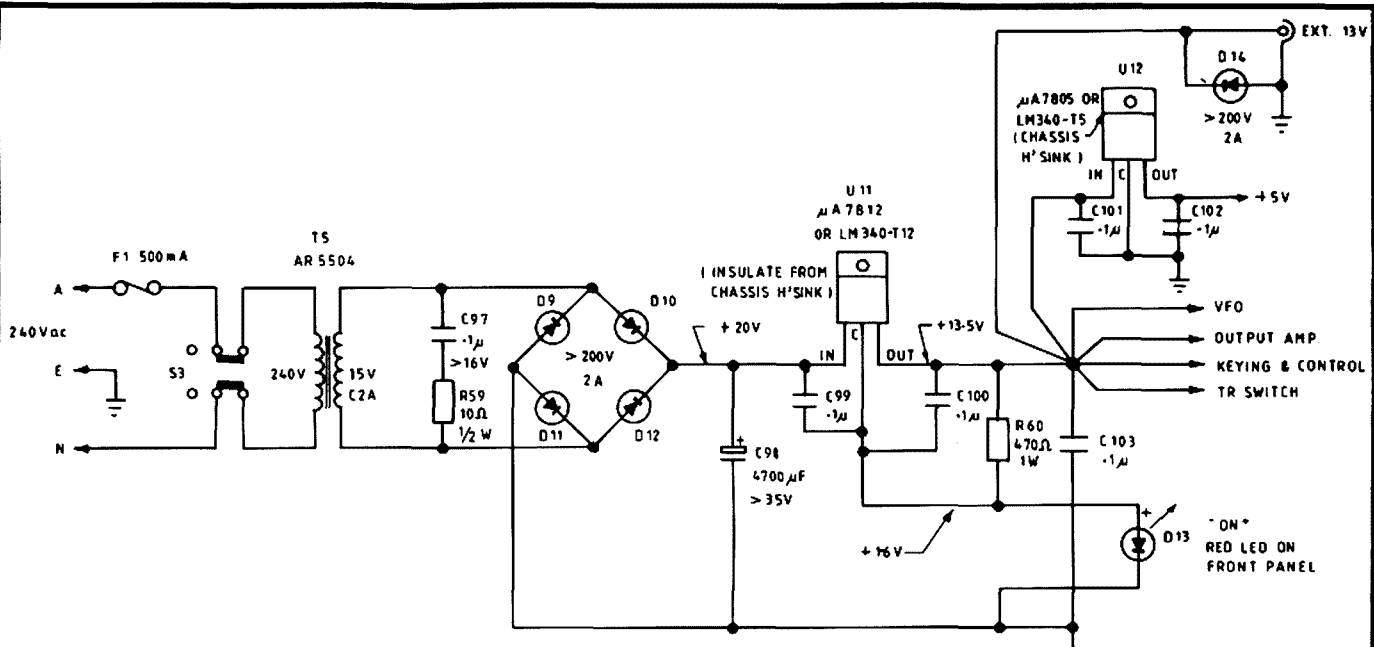 EXT. 13V
D14
>200V
2A
U12
µA7805 OR
LM340-T5
(CHASSIS
H'SINK)
IN C OUT
C101
·1µ
C102
·1µ
+5V
U11
µA7812
OR LM340-T12
(INSULATE FROM
CHASSIS H'SINK)
T5
AR5504
F1 500mA
A
240Vac
E
N
S3
240V
15V
C2A
C97
·1µ
>16V
R59
10Ω
1/2 W
D9
D10
>200V
2A
D11
D12
+20V
IN
C
OUT
+13·5V
C98
4700µF
>35V
+
C99
·1µ
C100
·1µ
R60
470Ω
1W
C103
·1µ
VFO
OUTPUT AMP.
KEYING & CONTROL
TR SWITCH
+1·6V
+
D13
"ON"
RED LED ON
FRONT PANEL